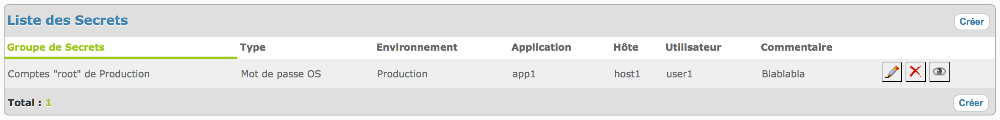 Liste des Secrets Créer
Groupe de Secrets Type Environnement Application Hôte Utilisateur Commentaire
Comptes "root" de Production Mot de passe OS Production app1 host1 user1 Blablabla
Total : 1 Créer